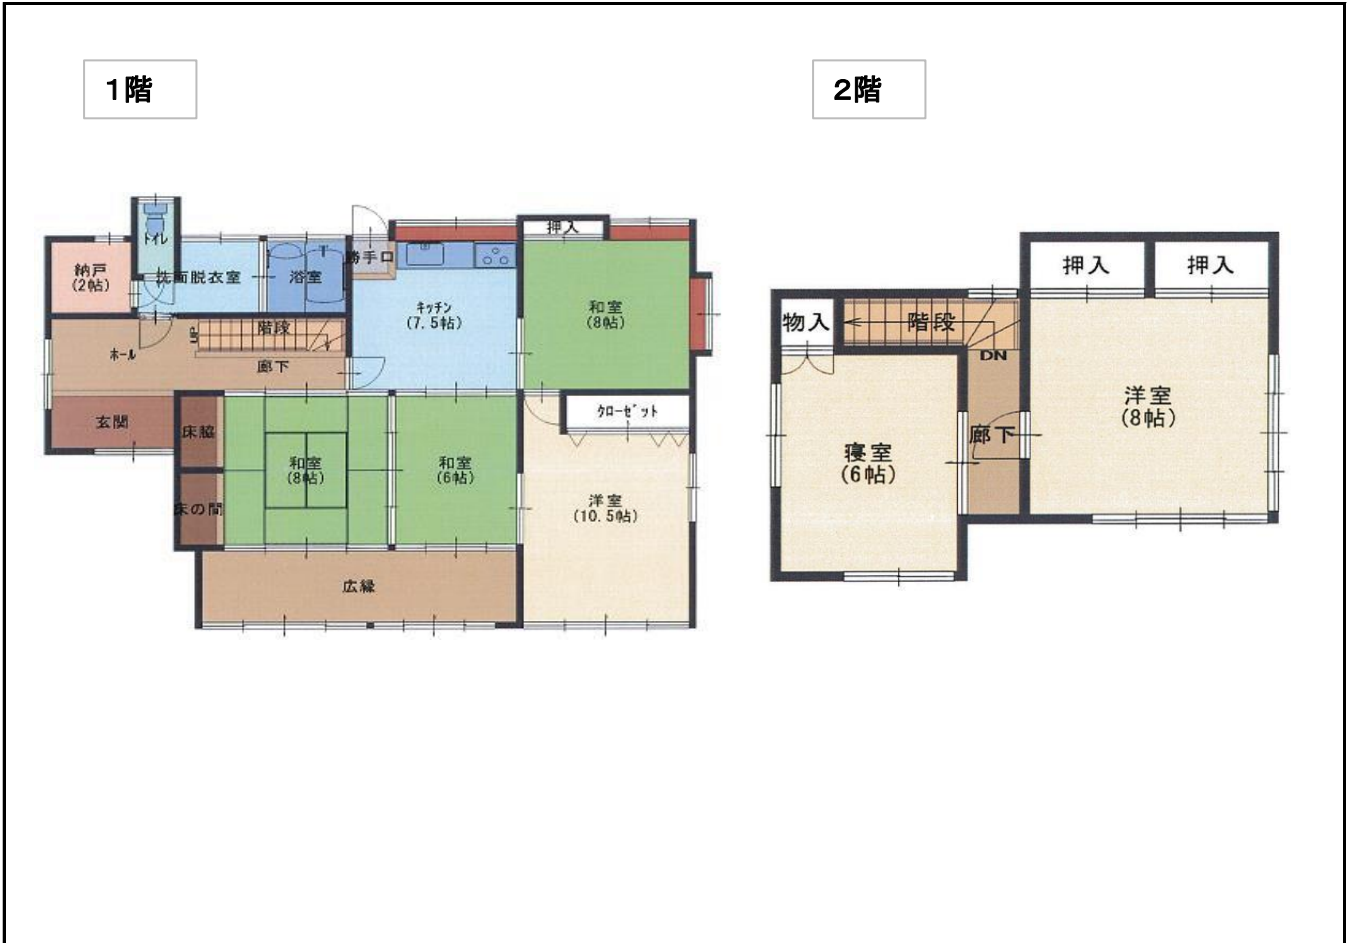 1階
2階
押入
トイレ
納戸
(2帖)
洗面脱衣室
浴室
勝手口
キッチン
(7.5帖)
和室
(8帖)
UP
階段
ホール
廊下
玄関
床脇
床の間
和室
(8帖)
和室
(6帖)
クローゼット
洋室
(10.5帖)
広縁
押入
押入
物入
階段
DN
洋室
(8帖)
廊下
寝室
(6帖)